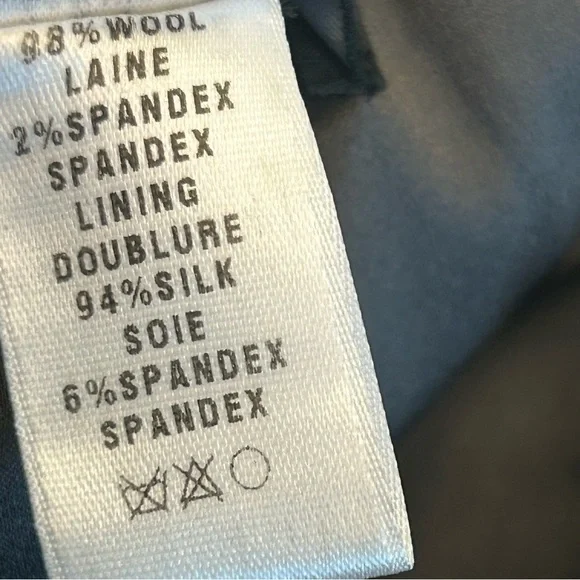 98%WOOL
LAINE
2%SPANDEX
SPANDEX
LINING
DOUBLURE
94%SILK
SOIE
6%SPANDEX
SPANDEX